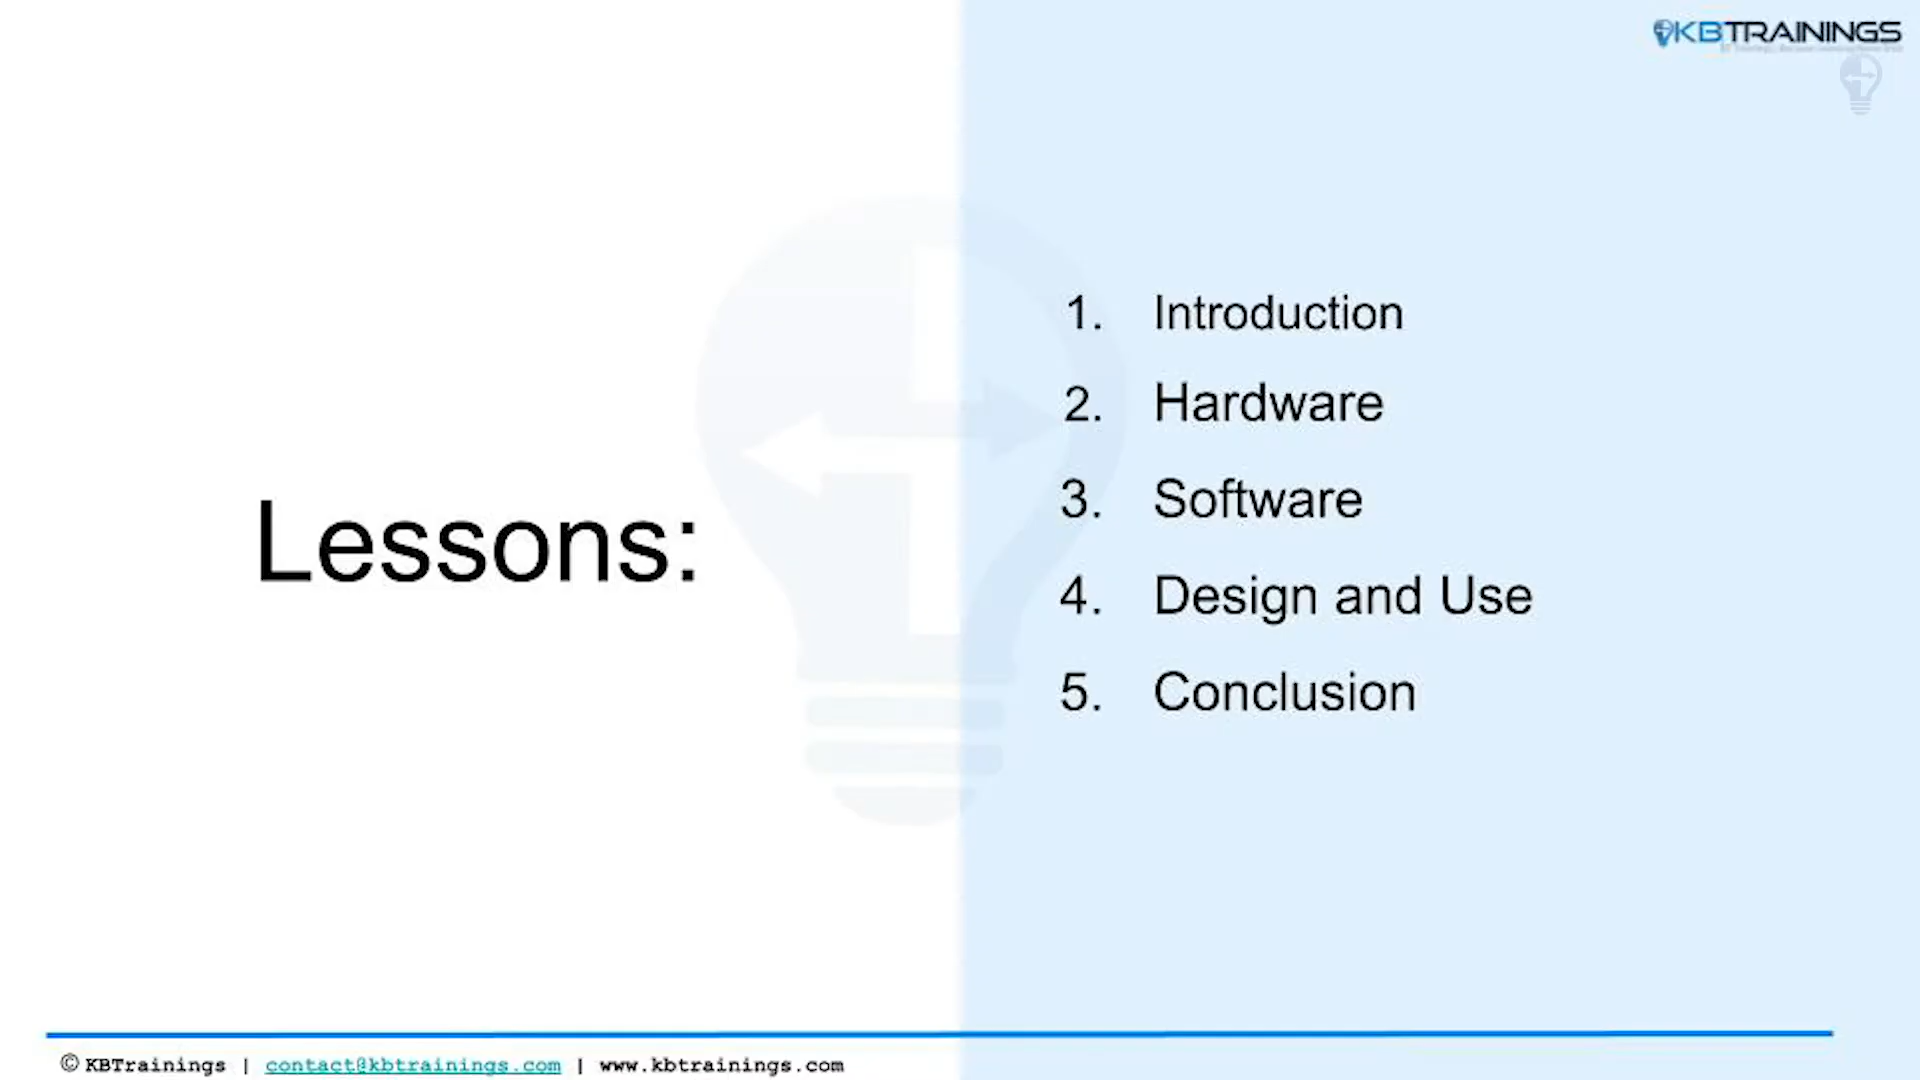 KBTRAININGS
Lessons:
1. Introduction
2. Hardware
3. Software
4. Design and Use
5. Conclusion
© KBTrainings | contact@kbtrainings.com | www.kbtrainings.com